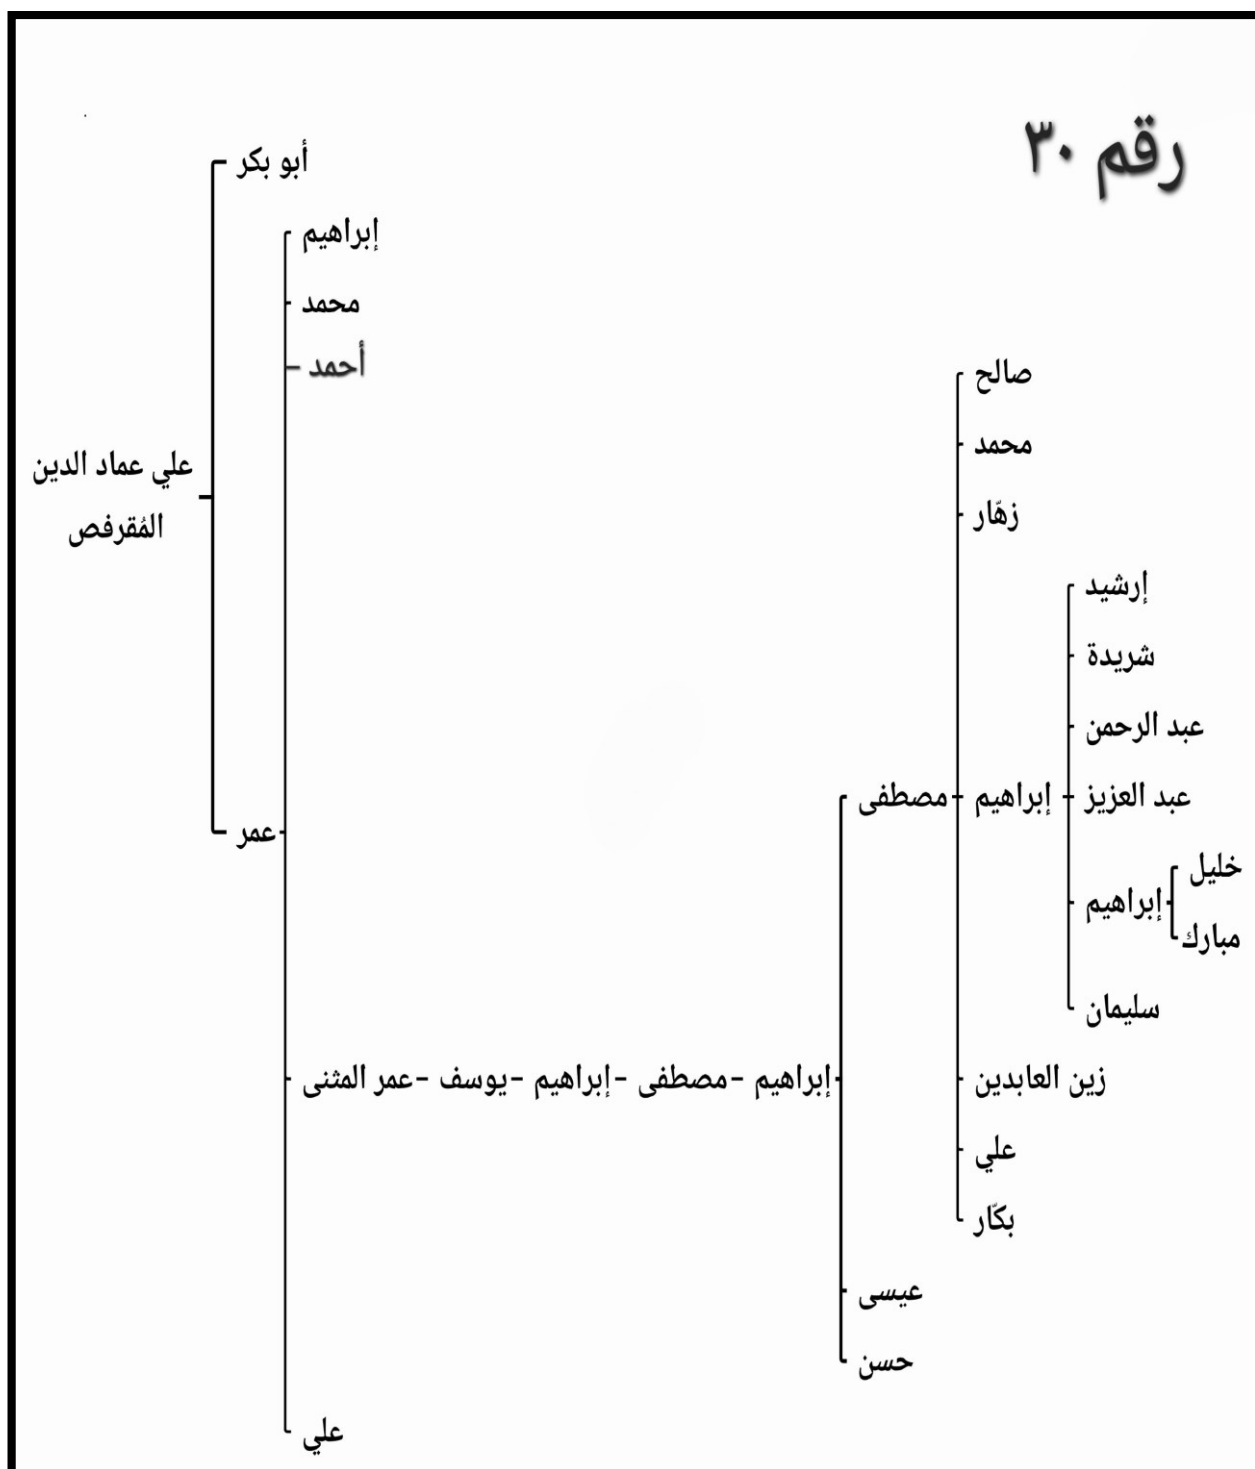 رقم ٣٠
أبو بكر
إبراهيم
محمد
أحمد
صالح
محمد
زهّار
علي عماد الدين
المُقرفص
إرشيد
شريدة
عبد الرحمن
عمر
مصطفى
إبراهيم
عبد العزيز
خليل
إبراهيم
مبارك
سليمان
عمر المثنى - يوسف - إبراهيم - مصطفى - إبراهيم
زين العابدين
علي
بكّار
عيسى
حسن
علي